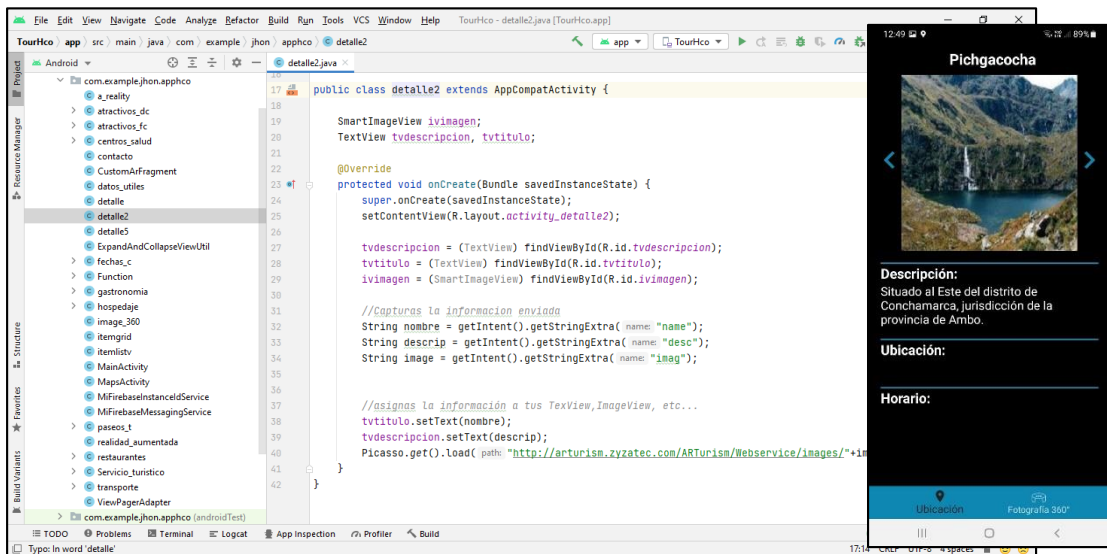 File Edit View Navigate Code Analyze Refactor Build Run Tools VCS Window Help TourHco - detalle2.java [TourHco.app]
TourHco app src main java com example jhon apphco detalle2
app TourHco
Android
detalle2.java
Project
Resource Manager
Structure
Favorites
Build Variants
com.example.jhon.apphco
a_reality
atractivos_dc
atractivos_fc
centros_salud
contacto
CustomArFragment
datos_utiles
detalle
detalle2
detalle5
ExpandAndCollapseViewUtil
fechas_c
Function
gastronomia
hospedaje
image_360
itemgrid
itemlistv
MainActivity
MapsActivity
MiFirebaseInstanceIdService
MiFirebaseMessagingService
paseos_t
realidad_aumentada
restaurantes
Servicio_turistico
transporte
ViewPagerAdapter
com.example.jhon.apphco (androidTest)
16
17 public class detalle2 extends AppCompatActivity {
18
19 SmartImageView ivimagen;
20 TextView tvdescripcion, tvtitulo;
21
22 @Override
23 protected void onCreate(Bundle savedInstanceState) {
24 super.onCreate(savedInstanceState);
25 setContentView(R.layout.activity_detalle2);
26
27 tvdescripcion = (TextView) findViewById(R.id.tvdescripcion);
28 tvtitulo = (TextView) findViewById(R.id.tvtitulo);
29 ivimagen = (SmartImageView) findViewById(R.id.ivimagen);
30
31 //Capturas la informacion enviada
32 String nombre = getIntent().getStringExtra( name: "name");
33 String descrip = getIntent().getStringExtra( name: "desc");
34 String image = getIntent().getStringExtra( name: "imag");
35
36
37 //asignas la información a tus TexView,ImageView, etc...
38 tvtitulo.setText(nombre);
39 tvdescripcion.setText(descrip);
40 Picasso.get().load( path: "http://arturism.zyzatec.com/ARTurism/Webservice/images/"+im
41 }
42 }
TODO Problems Terminal Logcat App Inspection Profiler Build
Typo: In word 'detalle'
17:14 CRLF UTF-8 4 spaces
12:49 89%
Pichgacocha
Descripción:
Situado al Este del distrito de
Conchamarca, jurisdicción de la
provincia de Ambo.
Ubicación:
Horario:
Ubicación Fotografía 360°